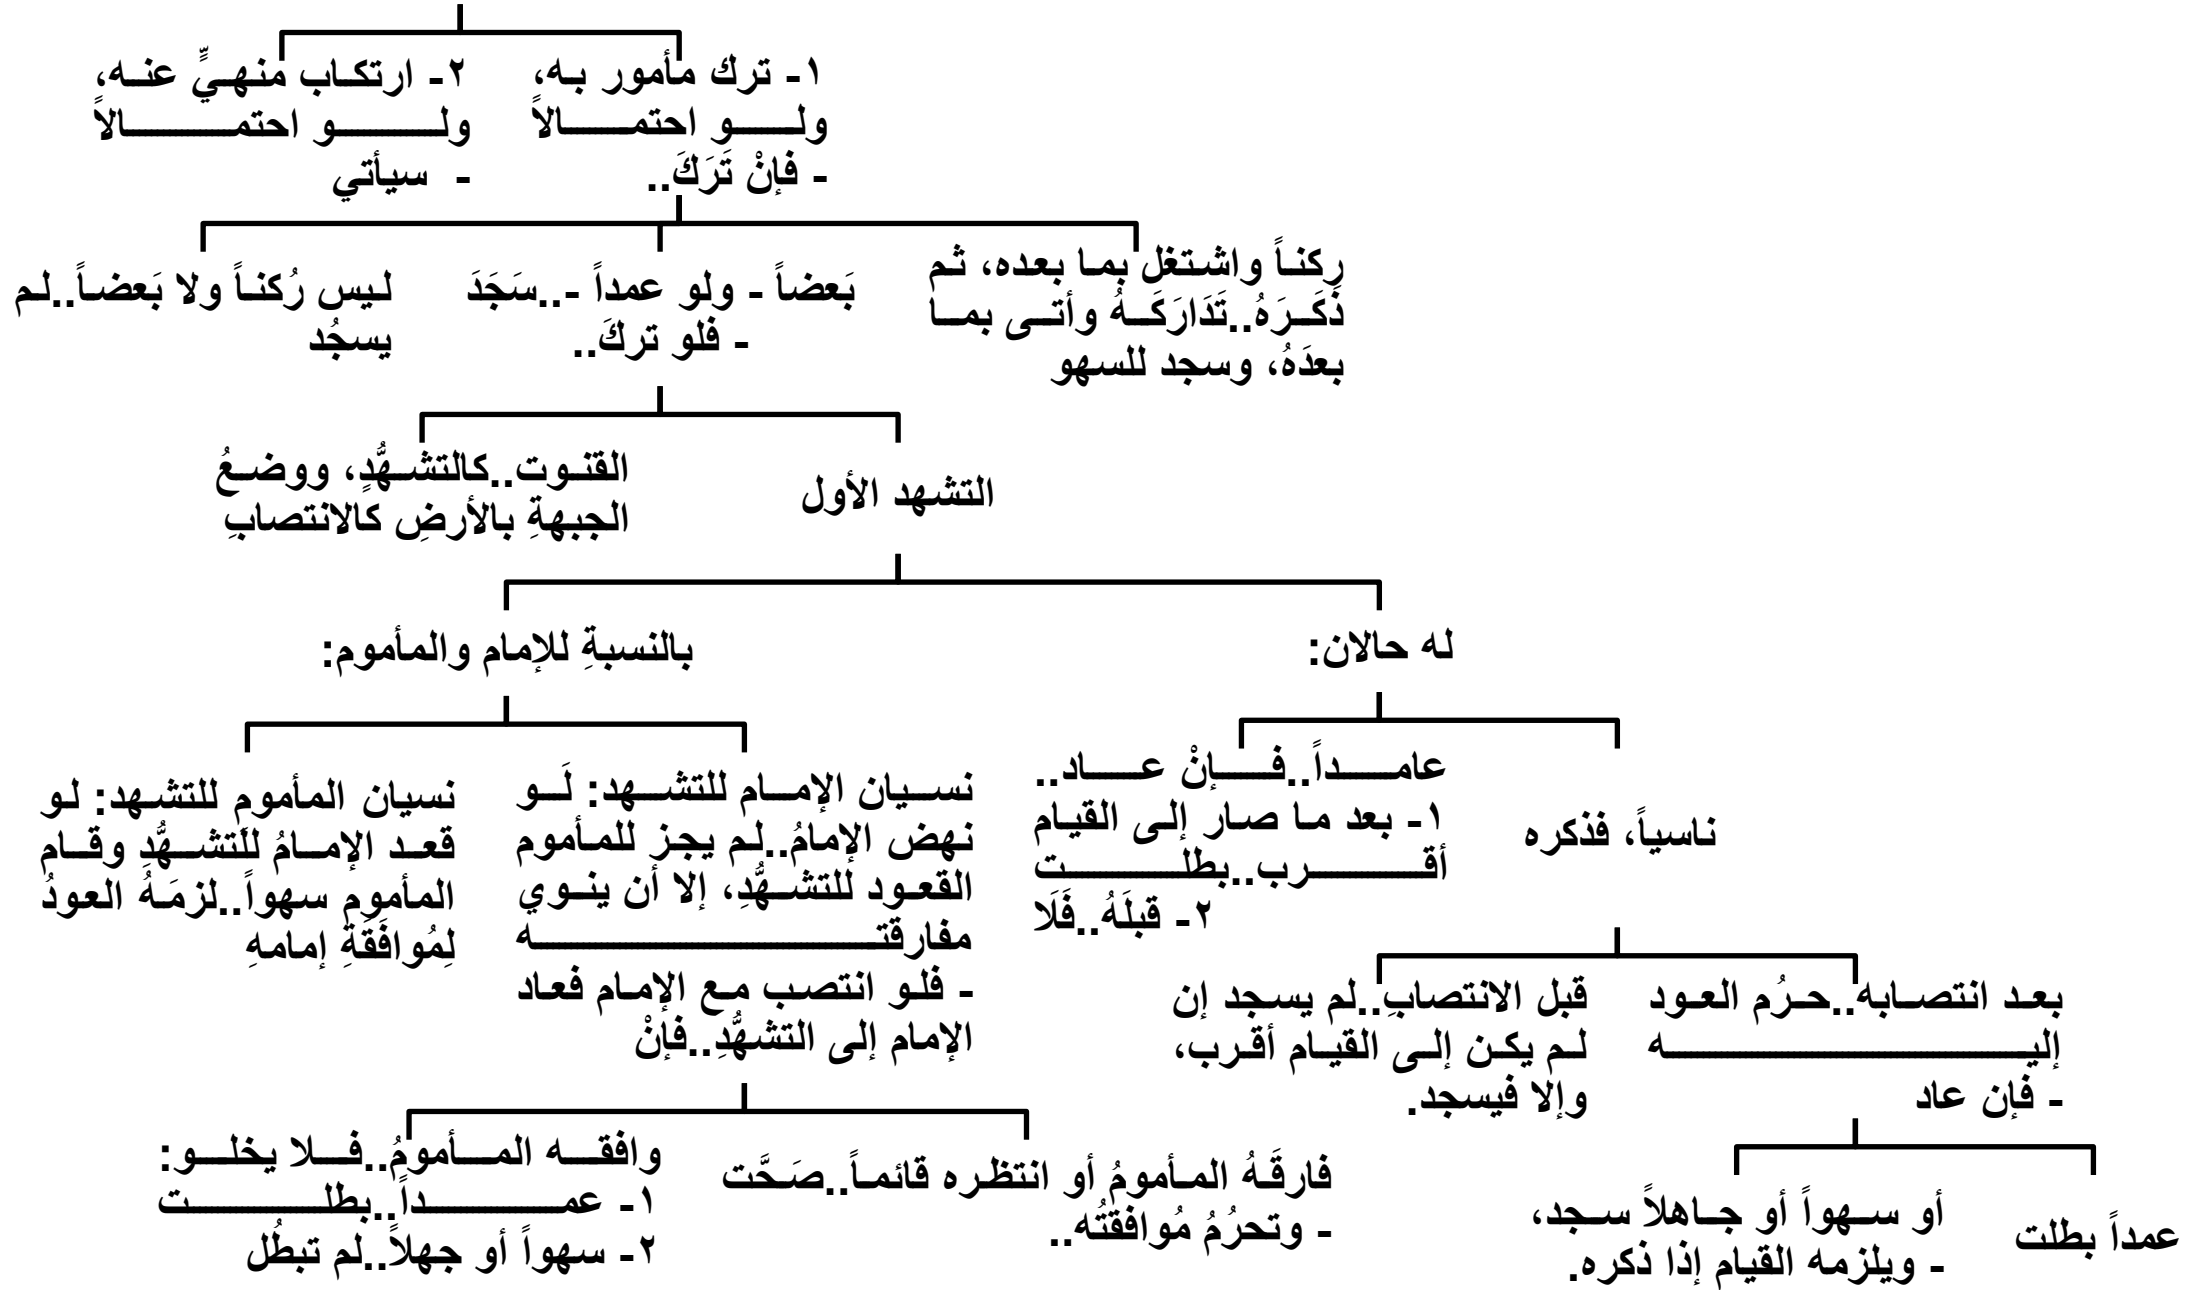 ١- ترك مأمور به،
ولو احتمالاً
- فإنْ تَرَكَ..
٢- ارتكاب منهيٍّ عنه،
ولو احتمالاً
- سيأتي
ركناً واشتغل بما بعده، ثم
ذَكَرَهُ..تَدَارَكَهُ وأتى بما
بعدَهُ، وسجد للسهو
بَعضاً - ولو عمداً -..سَجَدَ
- فلو تركَ..
ليس رُكناً ولا بَعضاً..لم
يسجُد
التشهد الأول
القنوت..كالتشهُّدِ، ووضعُ
الجبهةِ بالأرضِ كالانتصابِ
له حالان:
بالنسبةِ للإمام والمأموم:
ناسياً، فذكره
عامداً..فإنْ عاد..
١- بعد ما صار إلى القيام
أقرب..بطلت
٢- قبلَهُ..فَلَا
نسيان الإمام للتشهد: لَو
نهض الإمامُ..لم يجز للمأموم
القعود للتشهُّدِ، إلا أن ينوي
مفارقته
- فلو انتصب مع الإمام فعاد
الإمام إلى التشهُّدِ..فإنْ
نسيان المأمومِ للتشهد: لو
قعد الإمامُ للتشهُّدِ وقام
المأموم سهواً..لزمَهُ العودُ
لِمُوافَقَةِ إمامهِ
بعد انتصابه..حرُم العود
إليه
- فإن عاد
قبل الانتصابِ..لم يسجد إن
لم يكن إلى القيام أقرب،
وإلا فيسجد.
عمداً بطلت
أو سهواً أو جاهلاً سجد،
- ويلزمه القيام إذا ذكره.
فارقَهُ المأمومُ أو انتظره قائماً..صَحَّت
- وتحرُمُ مُوافقتُه..
وافقه المأمومُ..فلا يخلو:
١- عمداً..بطلت
٢- سهواً أو جهلاً..لم تبطُل